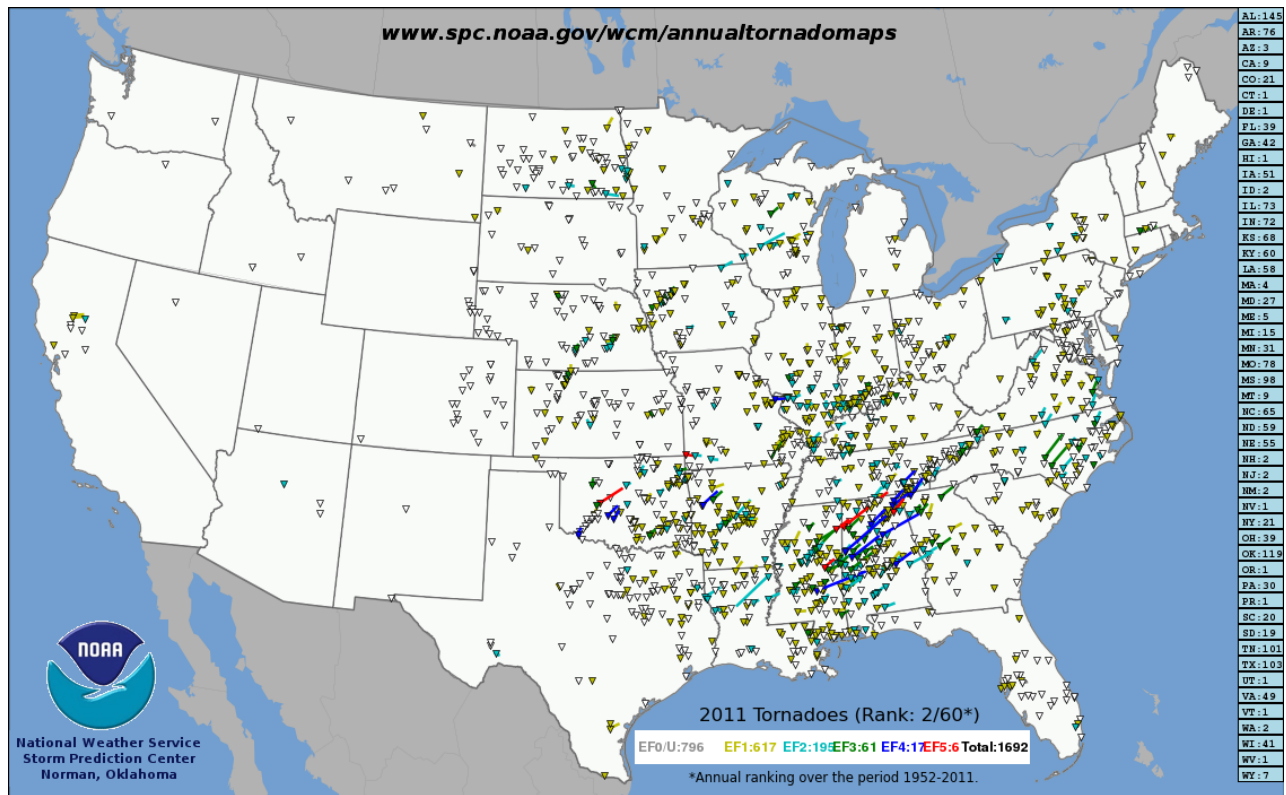 www.spc.noaa.gov/wcm/annualtornadomaps
AL:145
AR:76
AZ:3
CA:9
CO:21
CT:1
DE:1
FL:39
GA:42
HI:1
IA:51
ID:2
IL:73
IN:72
KS:68
KY:60
LA:58
MA:4
MD:27
ME:5
MI:15
MN:31
MO:78
MS:98
MT:9
NC:65
ND:59
NE:55
NH:2
NJ:2
NM:2
NV:1
NY:21
OH:39
OK:119
OR:1
PA:30
PR:1
SC:20
SD:19
TN:101
TX:103
UT:1
VA:49
VT:1
WA:2
WI:41
WV:1
WY:7
NOAA
National Weather Service
Storm Prediction Center
Norman, Oklahoma
2011 Tornadoes (Rank: 2/60*)
EF0/U:796 EF1:617 EF2:195 EF3:61 EF4:17 EF5:6 Total:1692
*Annual ranking over the period 1952-2011.